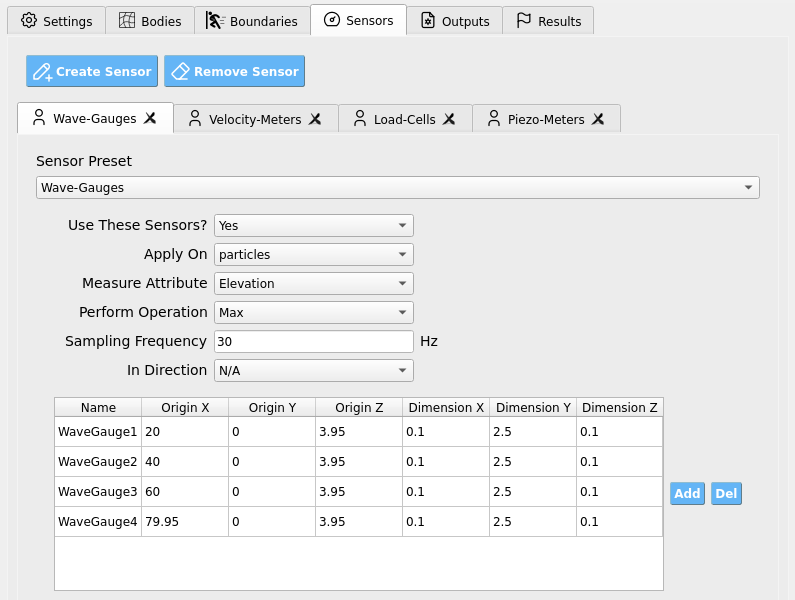 Settings Bodies Boundaries Sensors Outputs Results
Create Sensor Remove Sensor
Wave-Gauges Velocity-Meters Load-Cells Piezo-Meters
Sensor Preset
Wave-Gauges
Use These Sensors? Yes
Apply On particles
Measure Attribute Elevation
Perform Operation Max
Sampling Frequency 30 Hz
In Direction N/A
Name Origin X Origin Y Origin Z Dimension X Dimension Y Dimension Z
WaveGauge1 20 0 3.95 0.1 2.5 0.1
WaveGauge2 40 0 3.95 0.1 2.5 0.1
WaveGauge3 60 0 3.95 0.1 2.5 0.1
WaveGauge4 79.95 0 3.95 0.1 2.5 0.1
Add Del